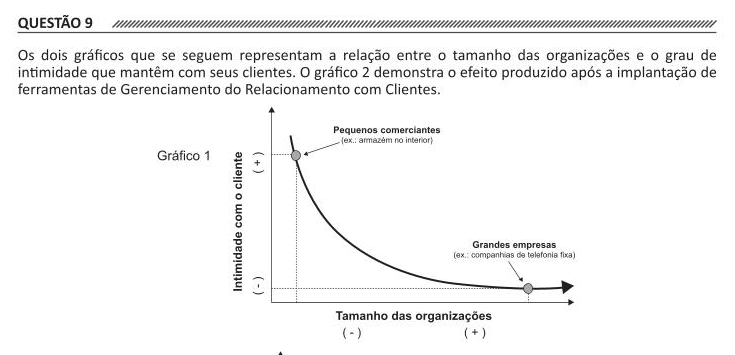 QUESTÃO 9
Os dois gráficos que se seguem representam a relação entre o tamanho das organizações e o grau de
intimidade que mantêm com seus clientes. O gráfico 2 demonstra o efeito produzido após a implantação de
ferramentas de Gerenciamento do Relacionamento com Clientes.
Gráfico 1
Intimidade com o cliente
( + )
( - )
Pequenos comerciantes
(ex.: armazém no interior)
Grandes empresas
(ex.: companhias de telefonia fixa)
Tamanho das organizações
( - ) ( + )